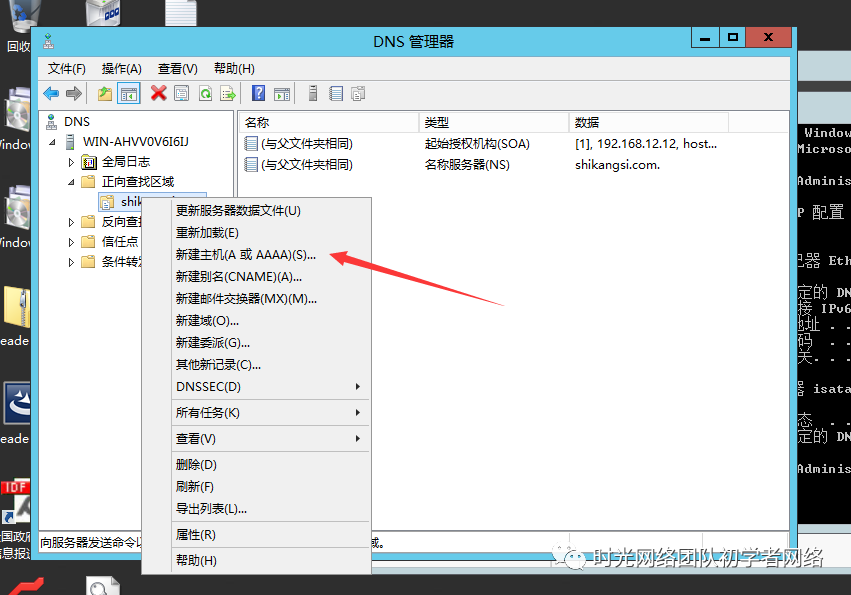 回收
DNS 管理器
文件(F) 操作(A) 查看(V) 帮助(H)
DNS
WIN-AHVV0V6I6IJ
全局日志
正向查找区域
反向查
信任点
条件转
名称 类型 数据
(与父文件夹相同) 起始授权机构(SOA) [1], 192.168.12.12, host...
(与父文件夹相同) 名称服务器(NS) shikangsi.com.
更新服务器数据文件(U)
重新加载(E)
新建主机(A 或 AAAA)(S)...
新建别名(CNAME)(A)...
新建邮件交换器(MX)(M)...
新建域(O)...
新建委派(G)...
其他新记录(C)...
DNSSEC(D)
所有任务(K)
查看(V)
删除(D)
刷新(F)
导出列表(L)...
属性(R)
帮助(H)
向服务器发送命令以
域。
Window
Microso
Adminis
P 配置
器 Eth
定的 DN
接 IPv6
地址 . .
码 . .
关. . .
器 isata
态 . .
定的 DN
Adminis
indow
indow
eade
eade
IDF
国政府
信息报送
时光网络团队初学者网络